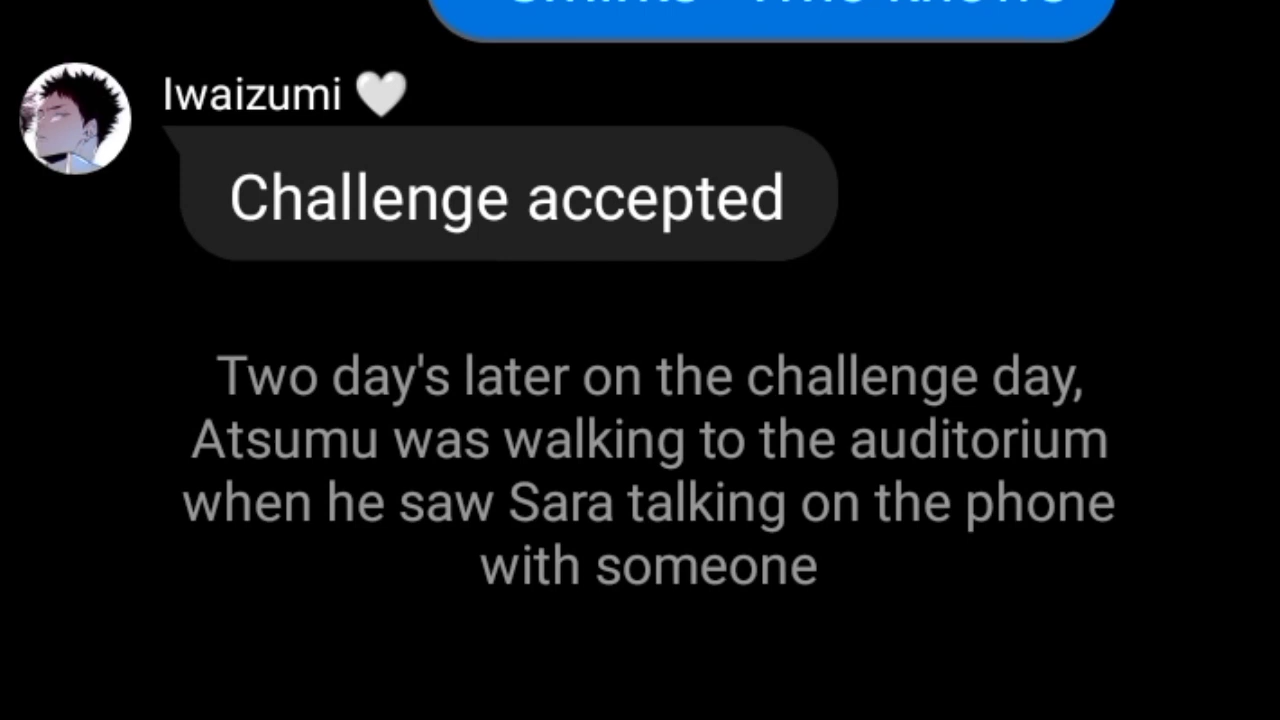 Iwaizumi 🤍
Challenge accepted
Two day's later on the challenge day,
Atsumu was walking to the auditorium
when he saw Sara talking on the phone
with someone